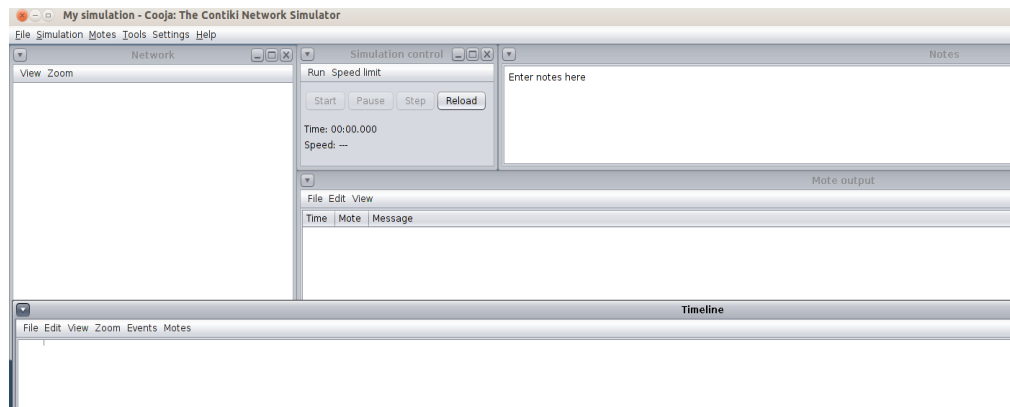 My simulation - Cooja: The Contiki Network Simulator
File Simulation Motes Tools Settings Help
Network
View Zoom
Simulation control
Run Speed limit
Start Pause Step Reload
Time: 00:00.000
Speed: ---
Notes
Enter notes here
Mote output
File Edit View
Time Mote Message
Timeline
File Edit View Zoom Events Motes